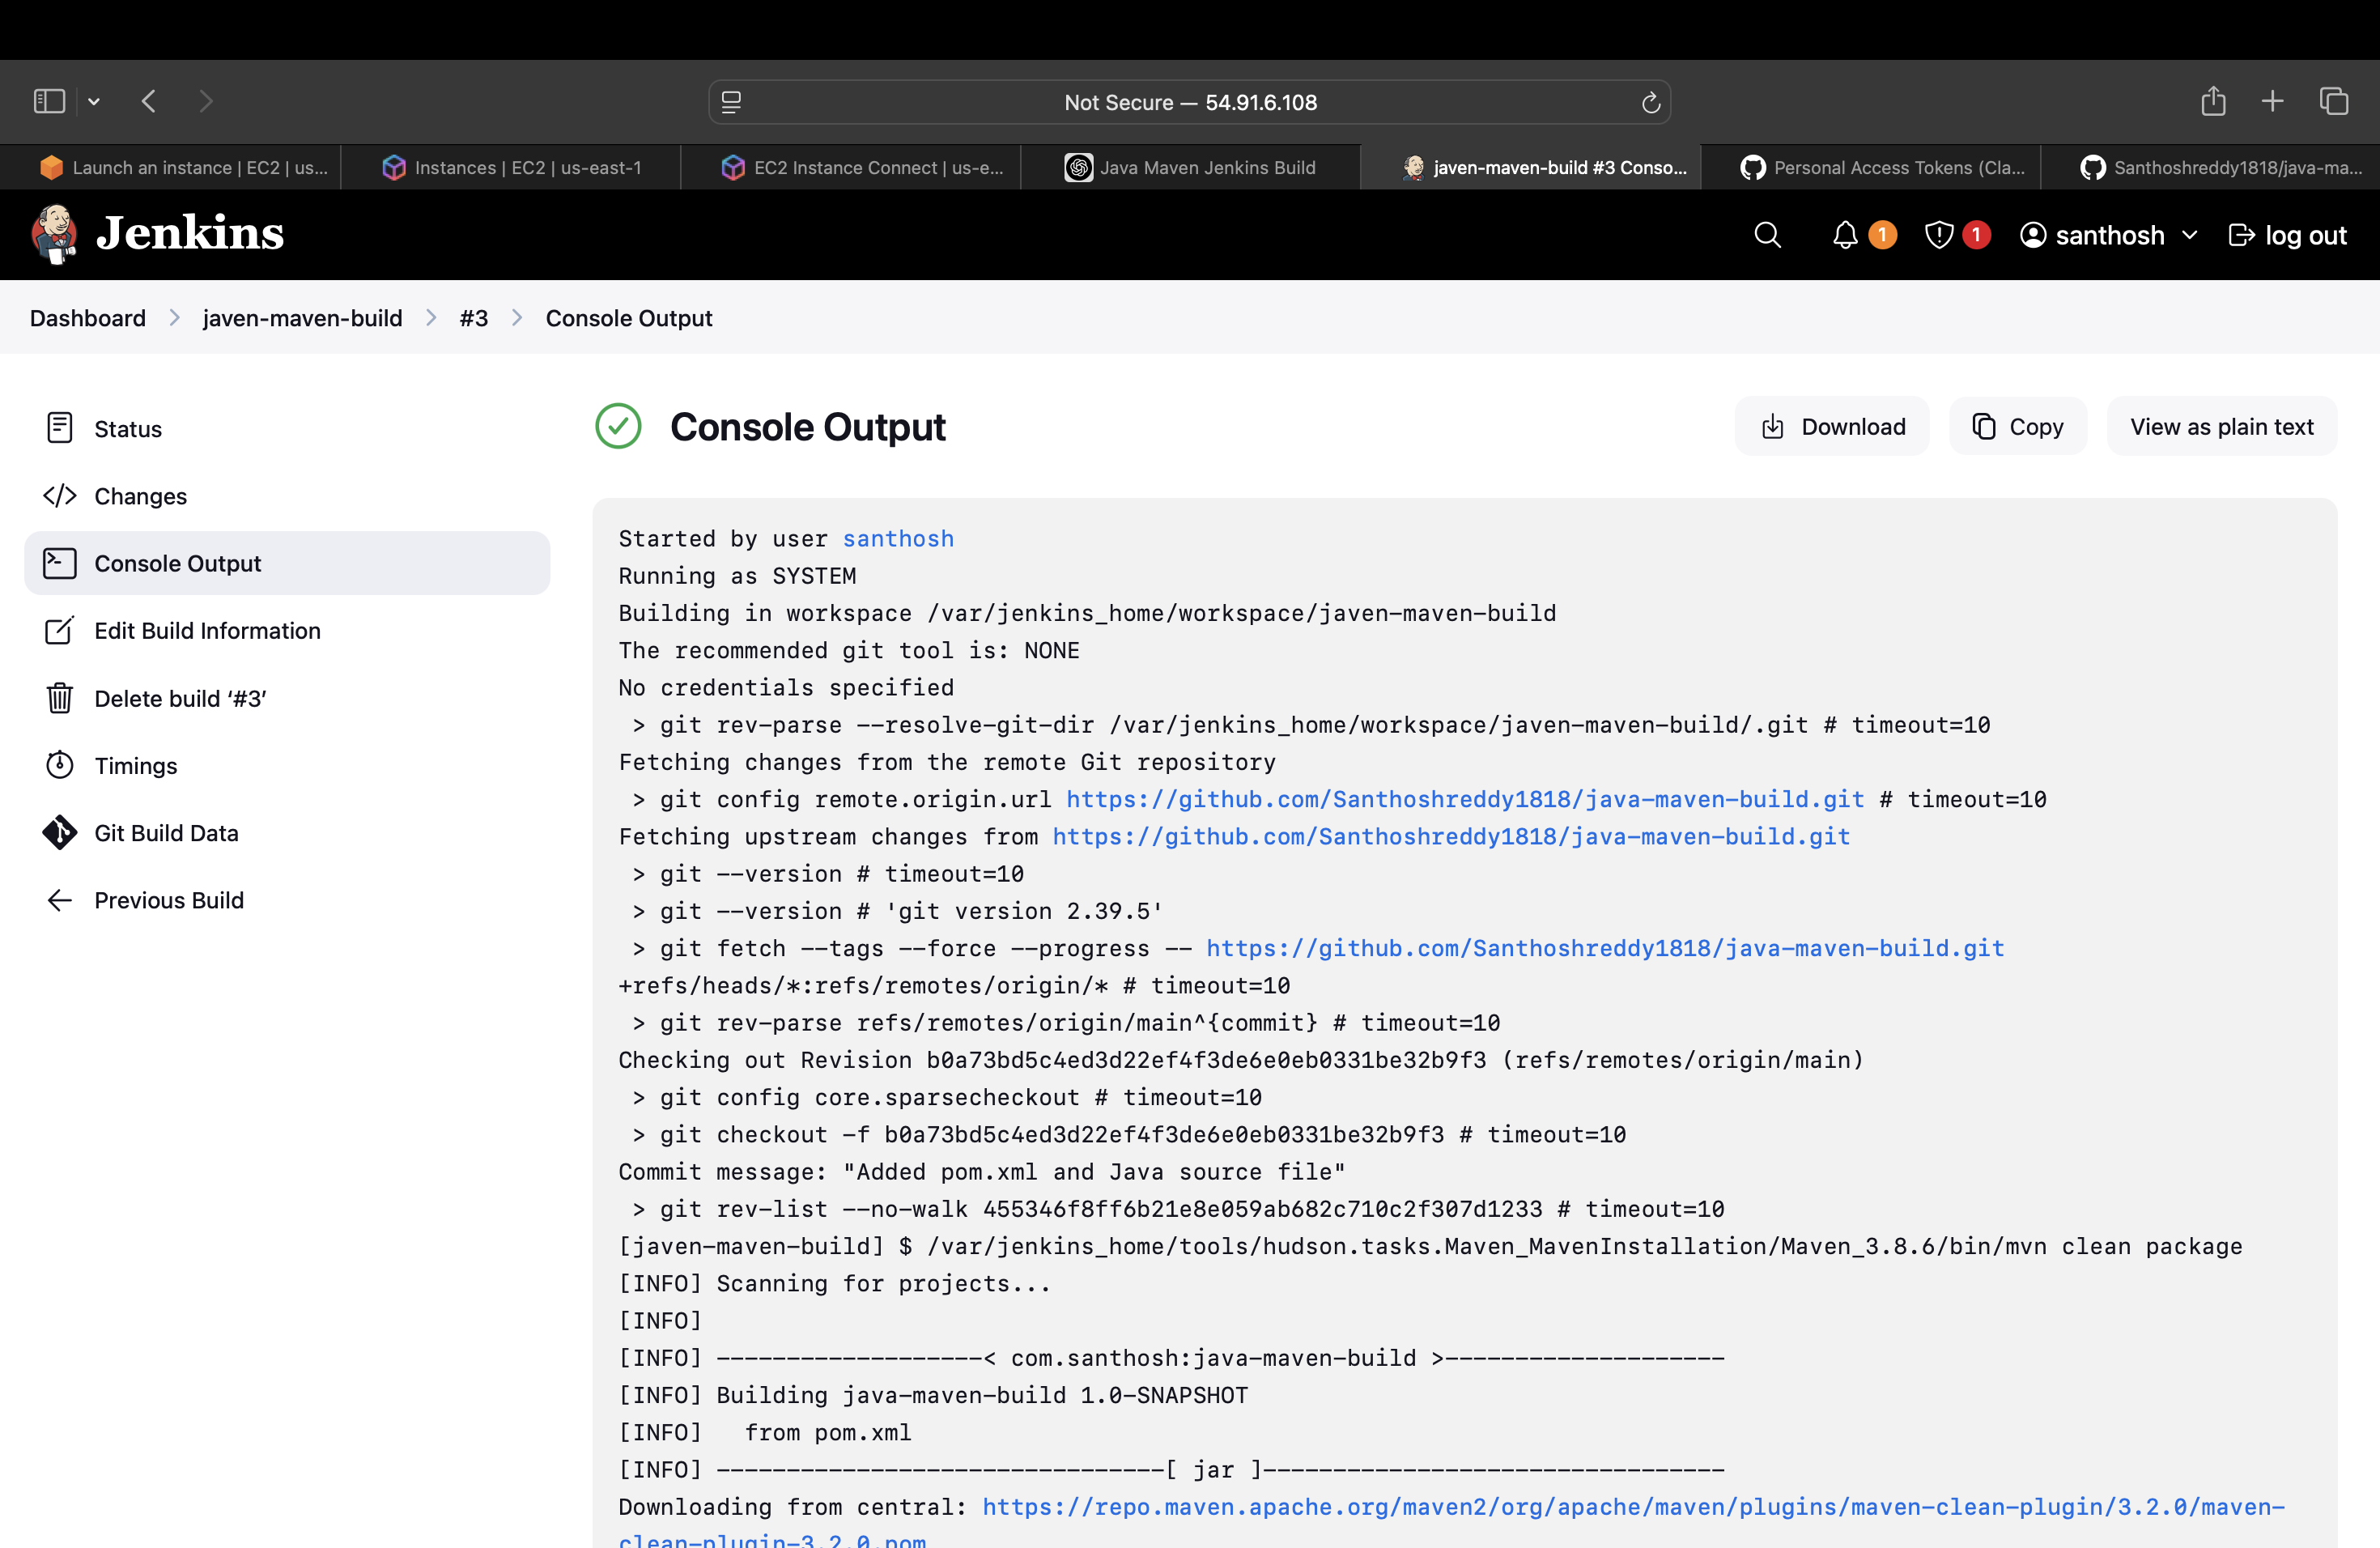 Not Secure — 54.91.6.108
Launch an instance | EC2 | us...
Instances | EC2 | us-east-1
EC2 Instance Connect | us-e...
Java Maven Jenkins Build
javen-maven-build #3 Conso...
Personal Access Tokens (Cla...
Santhoshreddy1818/java-ma...
Jenkins
1
1
santhosh
log out
Dashboard > javen-maven-build > #3 > Console Output
Status
Changes
Console Output
Edit Build Information
Delete build ‘#3’
Timings
Git Build Data
Previous Build
Console Output
Download
Copy
View as plain text
Started by user santhosh
Running as SYSTEM
Building in workspace /var/jenkins_home/workspace/javen-maven-build
The recommended git tool is: NONE
No credentials specified
 > git rev-parse --resolve-git-dir /var/jenkins_home/workspace/javen-maven-build/.git # timeout=10
Fetching changes from the remote Git repository
 > git config remote.origin.url https://github.com/Santhoshreddy1818/java-maven-build.git # timeout=10
Fetching upstream changes from https://github.com/Santhoshreddy1818/java-maven-build.git
 > git --version # timeout=10
 > git --version # 'git version 2.39.5'
 > git fetch --tags --force --progress -- https://github.com/Santhoshreddy1818/java-maven-build.git
+refs/heads/*:refs/remotes/origin/* # timeout=10
 > git rev-parse refs/remotes/origin/main^{commit} # timeout=10
Checking out Revision b0a73bd5c4ed3d22ef4f3de6e0eb0331be32b9f3 (refs/remotes/origin/main)
 > git config core.sparsecheckout # timeout=10
 > git checkout -f b0a73bd5c4ed3d22ef4f3de6e0eb0331be32b9f3 # timeout=10
Commit message: "Added pom.xml and Java source file"
 > git rev-list --no-walk 455346f8ff6b21e8e059ab682c710c2f307d1233 # timeout=10
[javen-maven-build] $ /var/jenkins_home/tools/hudson.tasks.Maven_MavenInstallation/Maven_3.8.6/bin/mvn clean package
[INFO] Scanning for projects...
[INFO]
[INFO] -------------------< com.santhosh:java-maven-build >--------------------
[INFO] Building java-maven-build 1.0-SNAPSHOT
[INFO]   from pom.xml
[INFO] --------------------------------[ jar ]---------------------------------
Downloading from central: https://repo.maven.apache.org/maven2/org/apache/maven/plugins/maven-clean-plugin/3.2.0/maven-
clean-plugin-3.2.0.pom